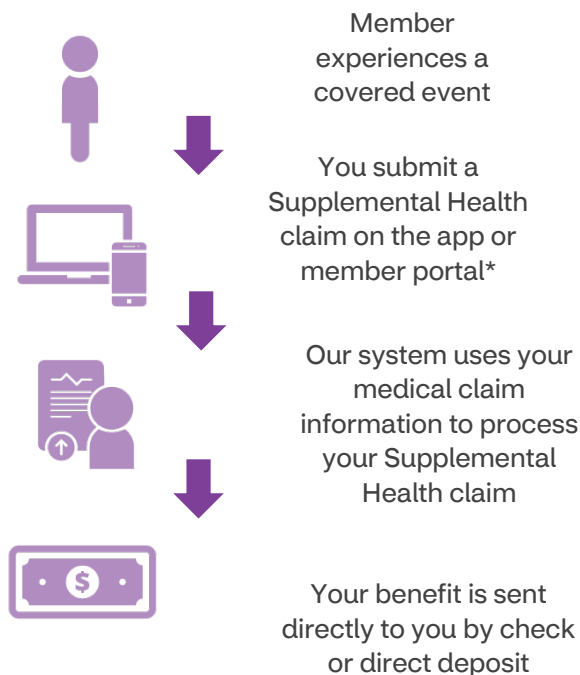 Member
experiences a
covered event
You submit a
Supplemental Health
claim on the app or
member portal*
Our system uses your
medical claim
information to process
your Supplemental
Health claim
$
Your benefit is sent
directly to you by check
or direct deposit